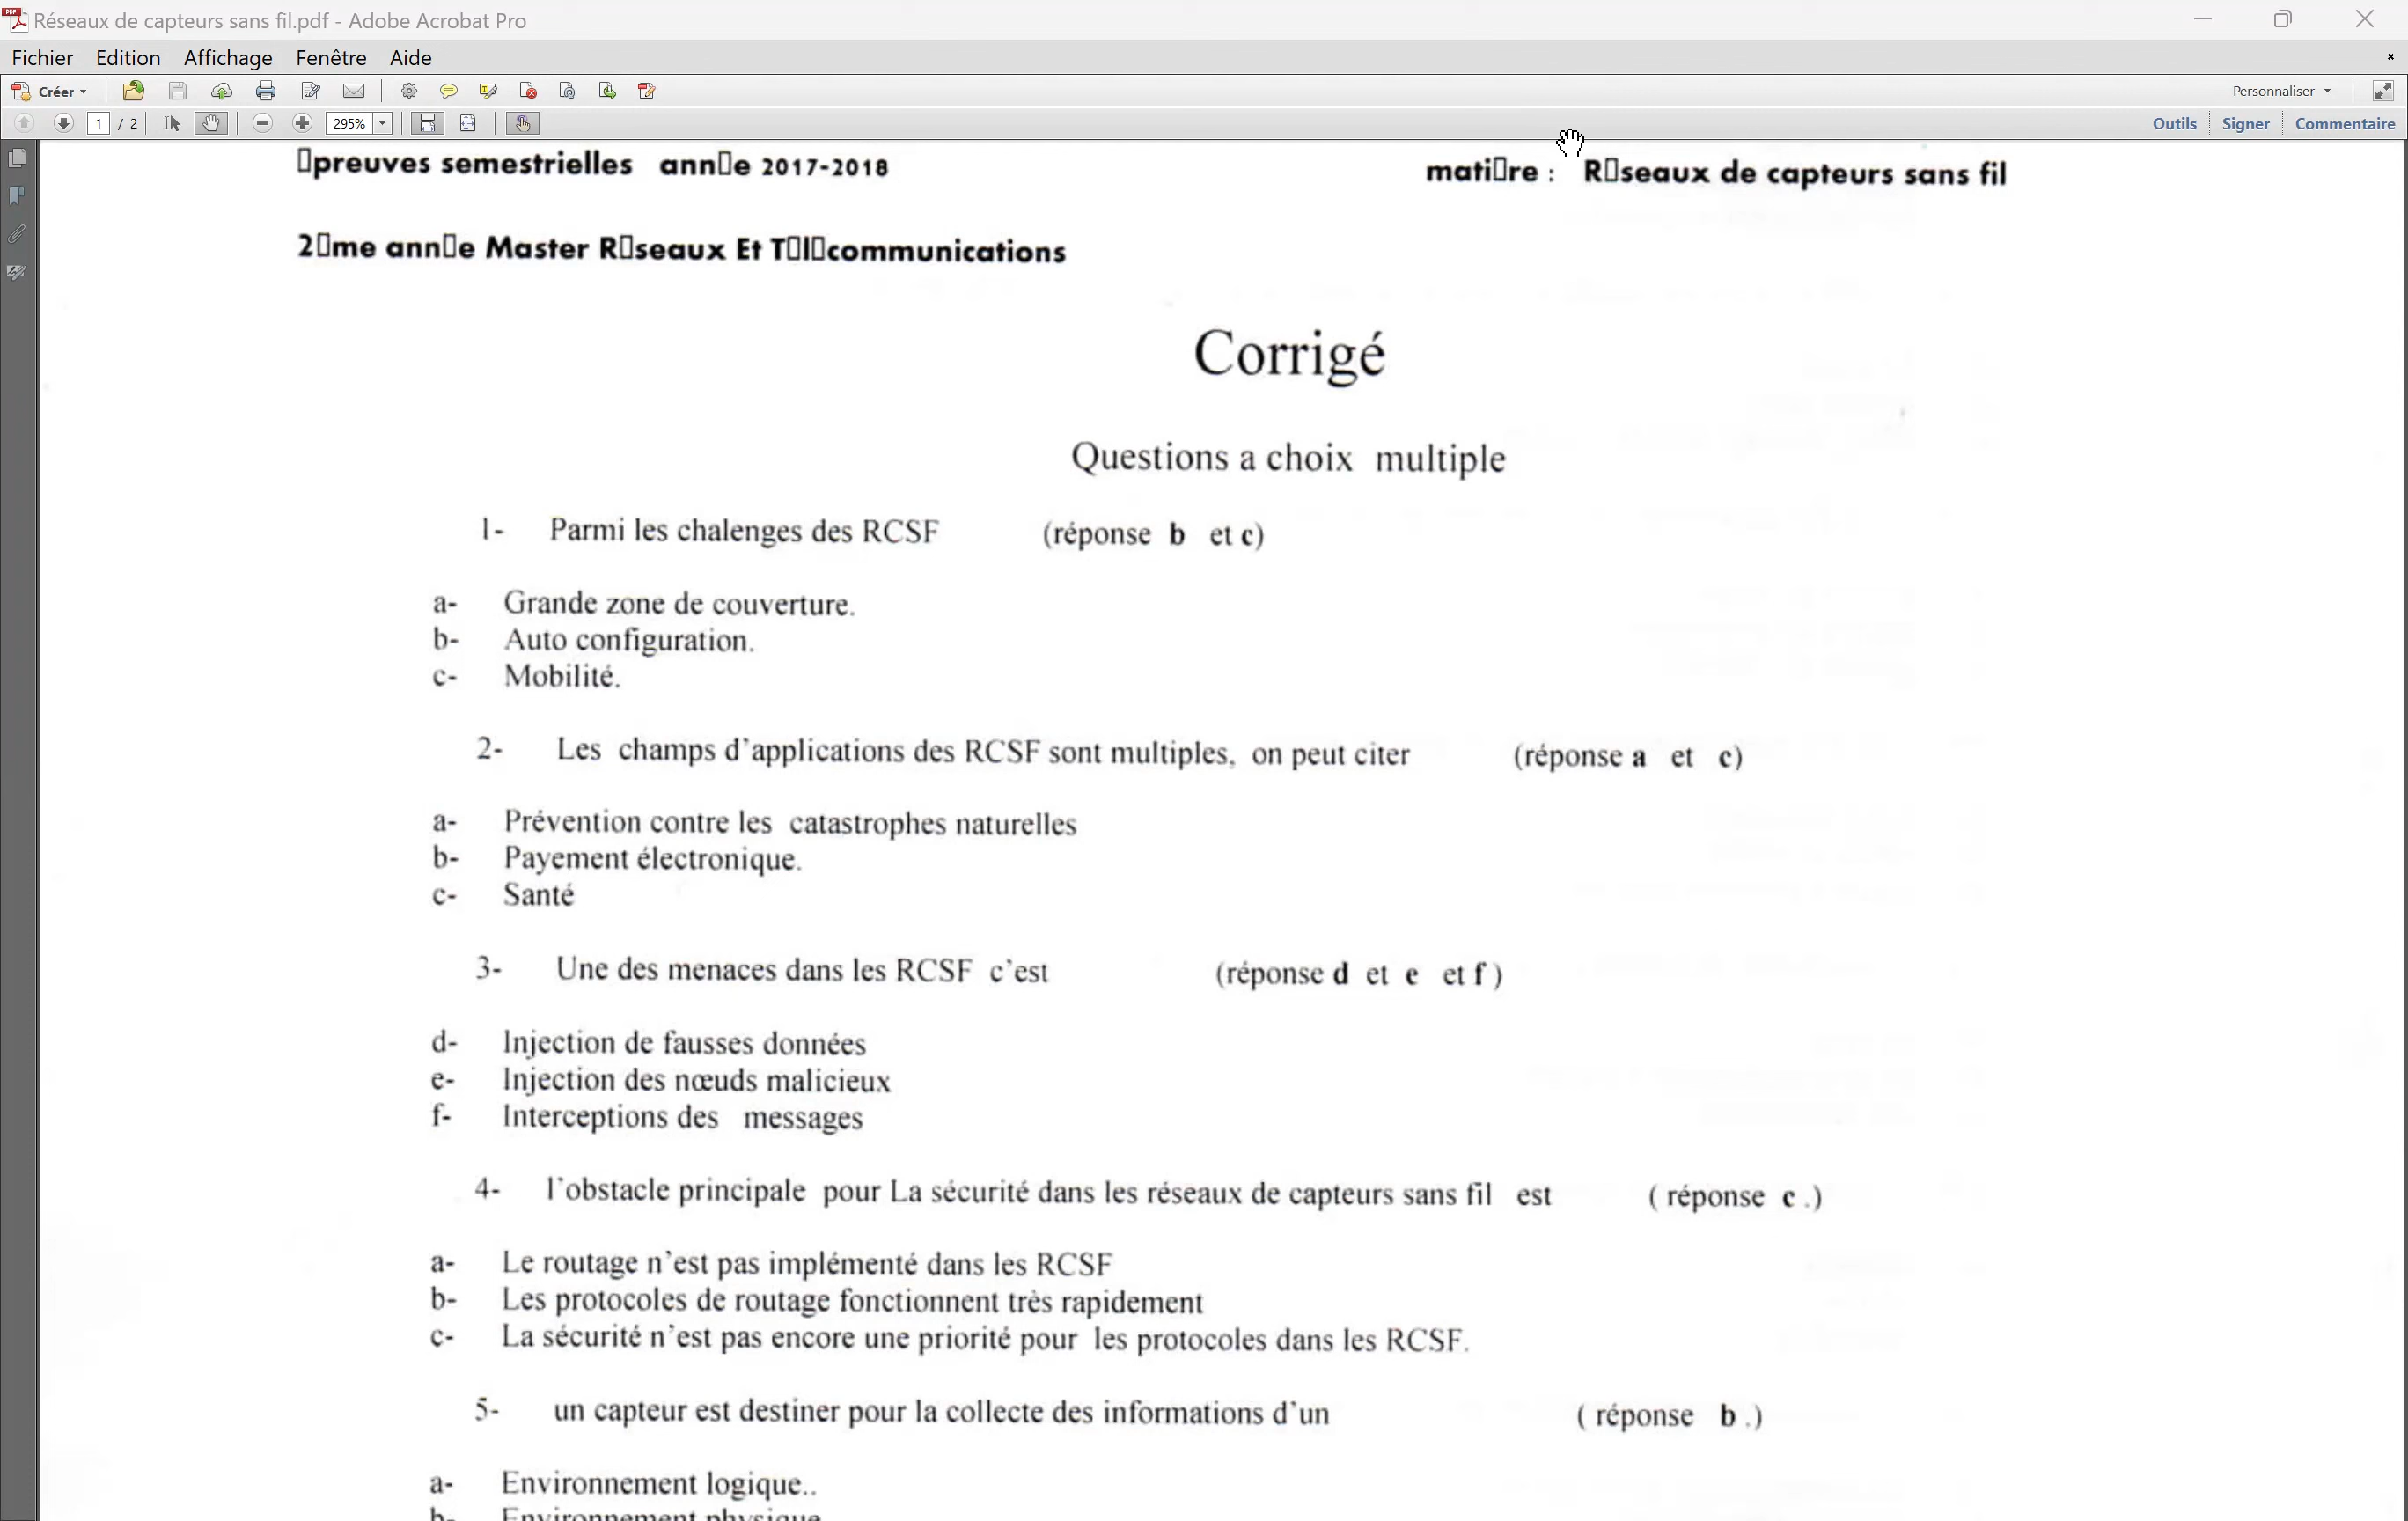 Réseaux de capteurs sans fil.pdf - Adobe Acrobat Pro
Fichier Edition Affichage Fenêtre Aide
Créer Personnaliser
1 / 2 295% Outils Signer Commentaire
▯preuves semestrielles ann▯e 2017-2018 mati▯re : R▯seaux de capteurs sans fil
2▯me ann▯e Master R▯seaux Et T▯l▯communications
Corrigé
Questions a choix multiple
1- Parmi les chalenges des RCSF (réponse b et c)
a- Grande zone de couverture.
b- Auto configuration.
c- Mobilité.
2- Les champs d'applications des RCSF sont multiples, on peut citer (réponse a et c)
a- Prévention contre les catastrophes naturelles
b- Payement électronique.
c- Santé
3- Une des menaces dans les RCSF c'est (réponse d et e et f )
d- Injection de fausses données
e- Injection des nœuds malicieux
f- Interceptions des messages
4- l'obstacle principale pour La sécurité dans les réseaux de capteurs sans fil est ( réponse c .)
a- Le routage n'est pas implémenté dans les RCSF
b- Les protocoles de routage fonctionnent très rapidement
c- La sécurité n'est pas encore une priorité pour les protocoles dans les RCSF.
5- un capteur est destiner pour la collecte des informations d'un ( réponse b .)
a- Environnement logique..
b- Environnement physique